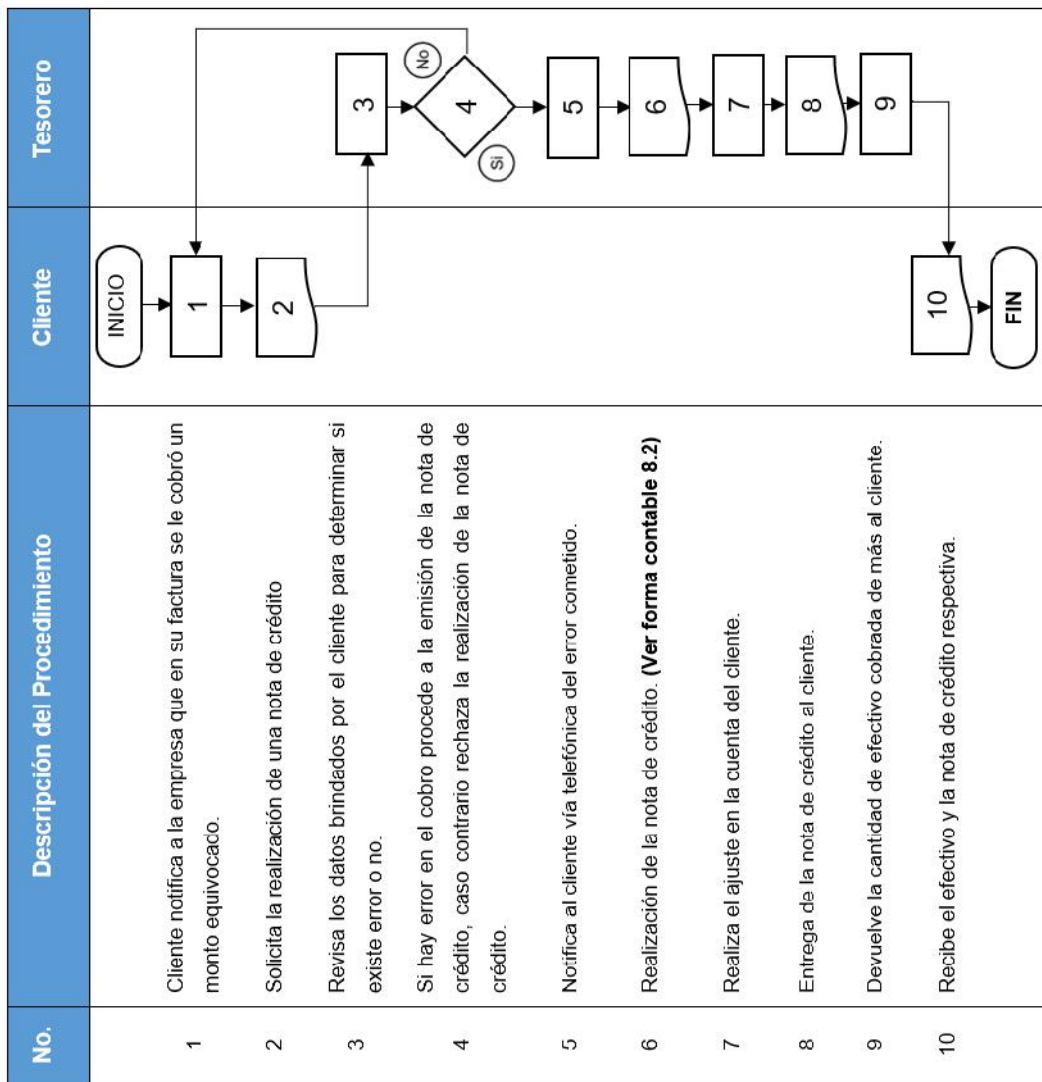 No.
Descripción del Procedimiento
Cliente
Tesorero
INICIO
1
Cliente notifica a la empresa que en su factura se le cobró un
monto equivocado.
1
2
Solicita la realización de una nota de crédito
2
3
Revisa los datos brindados por el cliente para determinar si
existe error o no.
3
4
Si hay error en el cobro procede a la emisión de la nota de
crédito, caso contrario rechaza la realización de la nota de
crédito.
4
No
Si
5
Notifica al cliente vía telefónica del error cometido.
5
6
Realización de la nota de crédito. (Ver forma contable 8.2)
6
7
Realiza el ajuste en la cuenta del cliente.
7
8
Entrega de la nota de crédito al cliente.
8
9
Devuelve la cantidad de efectivo cobrada de más al cliente.
9
10
Recibe el efectivo y la nota de crédito respectiva.
10
FIN